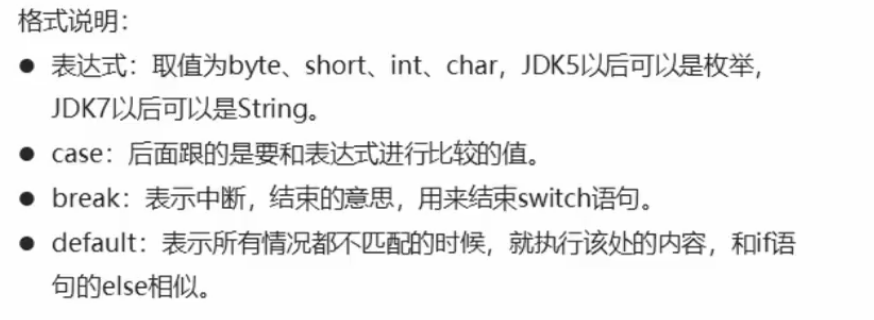 格式说明：
● 表达式：取值为byte、short、int、char，JDK5以后可以是枚举，
JDK7以后可以是String。
● case：后面跟的是要和表达式进行比较的值。
● break：表示中断，结束的意思，用来结束switch语句。
● default：表示所有情况都不匹配的时候，就执行该处的内容，和if语
句的else相似。